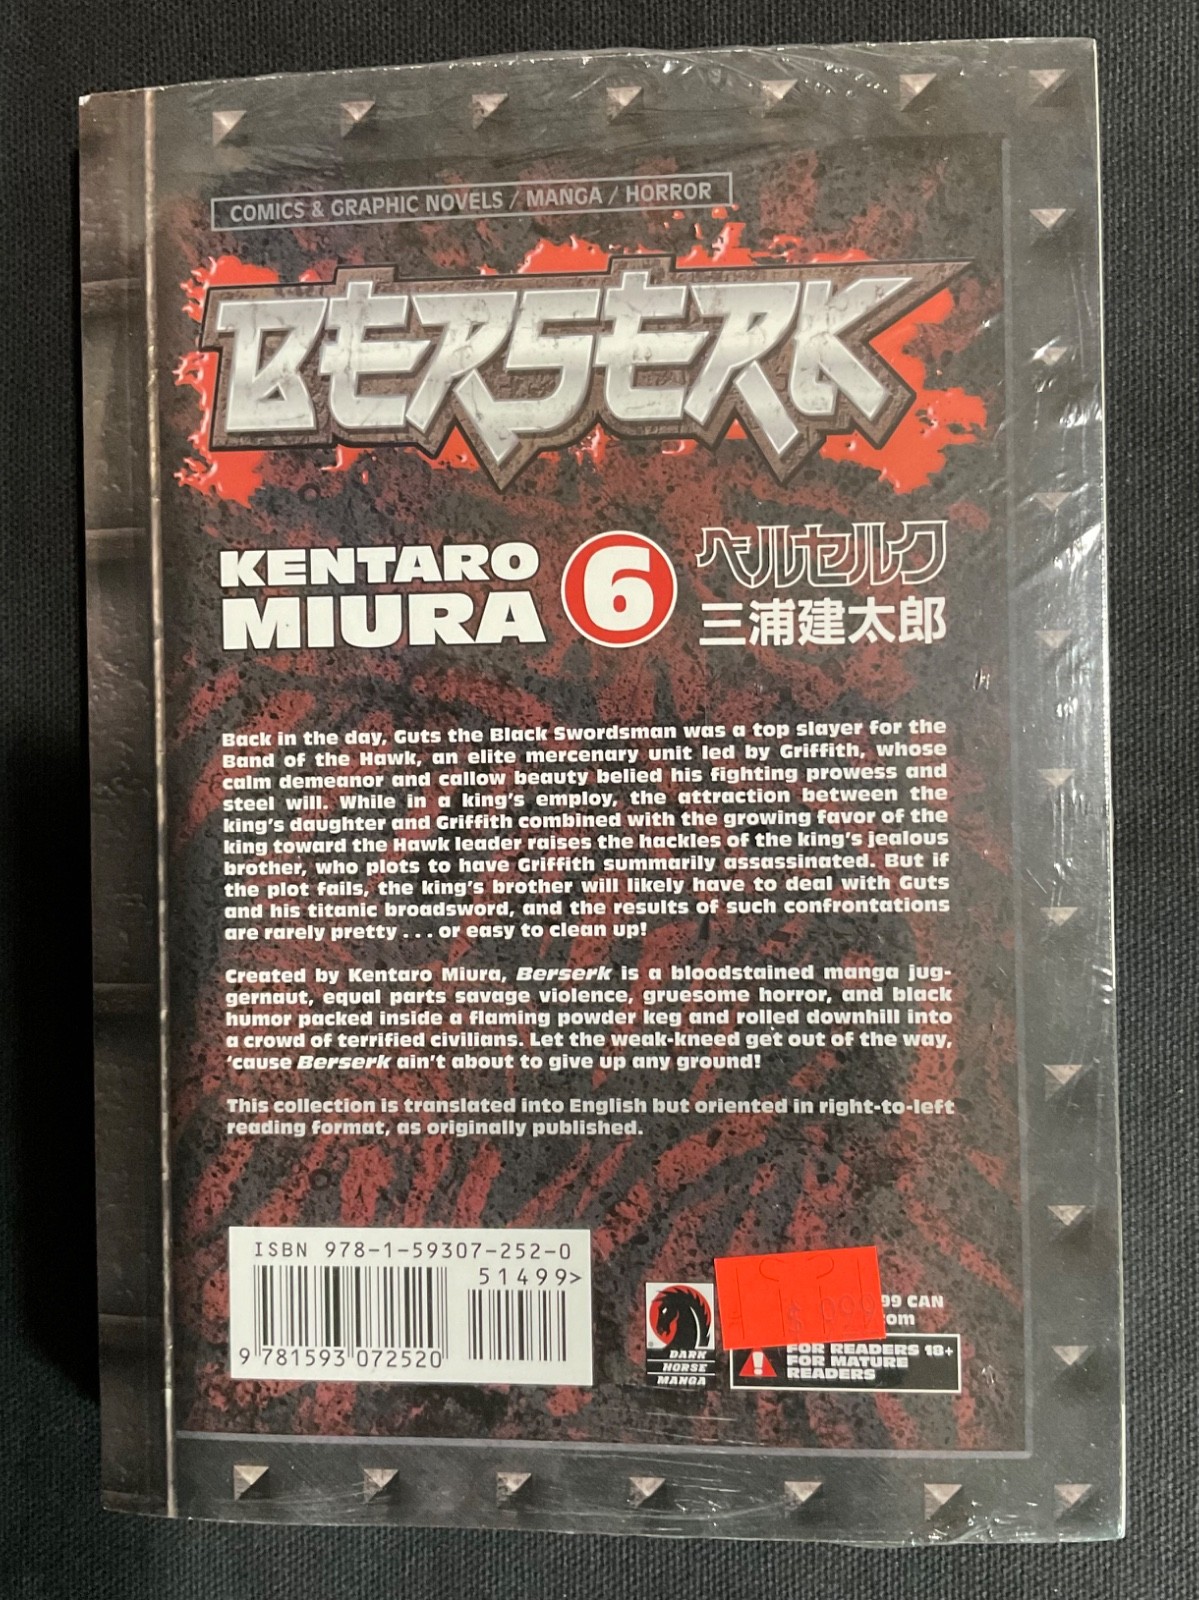 COMICS & GRAPHIC NOVELS / MANGA / HORROR
BERSERK
KENTARO
MIURA
6
ベルセルク
三浦建太郎
Back in the day, Guts the Black Swordsman was a top slayer for the
Band of the Hawk, an elite mercenary unit led by Griffith, whose
calm demeanor and callow beauty belied his fighting prowess and
steel will. While in a king's employ, the attraction between the
king's daughter and Griffith combined with the growing favor of the
king toward the Hawk leader raises the hackles of the king's jealous
brother, who plots to have Griffith summarily assassinated. But if
the plot fails, the king's brother will likely have to deal with Guts
and his titanic broadsword, and the results of such confrontations
are rarely pretty . . . or easy to clean up!
Created by Kentaro Miura, Berserk is a bloodstained manga jug-
gernaut, equal parts savage violence, gruesome horror, and black
humor packed inside a flaming powder keg and rolled downhill into
a crowd of terrified civilians. Let the weak-kneed get out of the way,
'cause Berserk ain't about to give up any ground!
This collection is translated into English but oriented in right-to-left
reading format, as originally published.
ISBN 978-1-59307-252-0
51499>
9 781593 072520
DARK
HORSE
MANGA
99 CAN
com
FOR READERS 18+
FOR MATURE
READERS